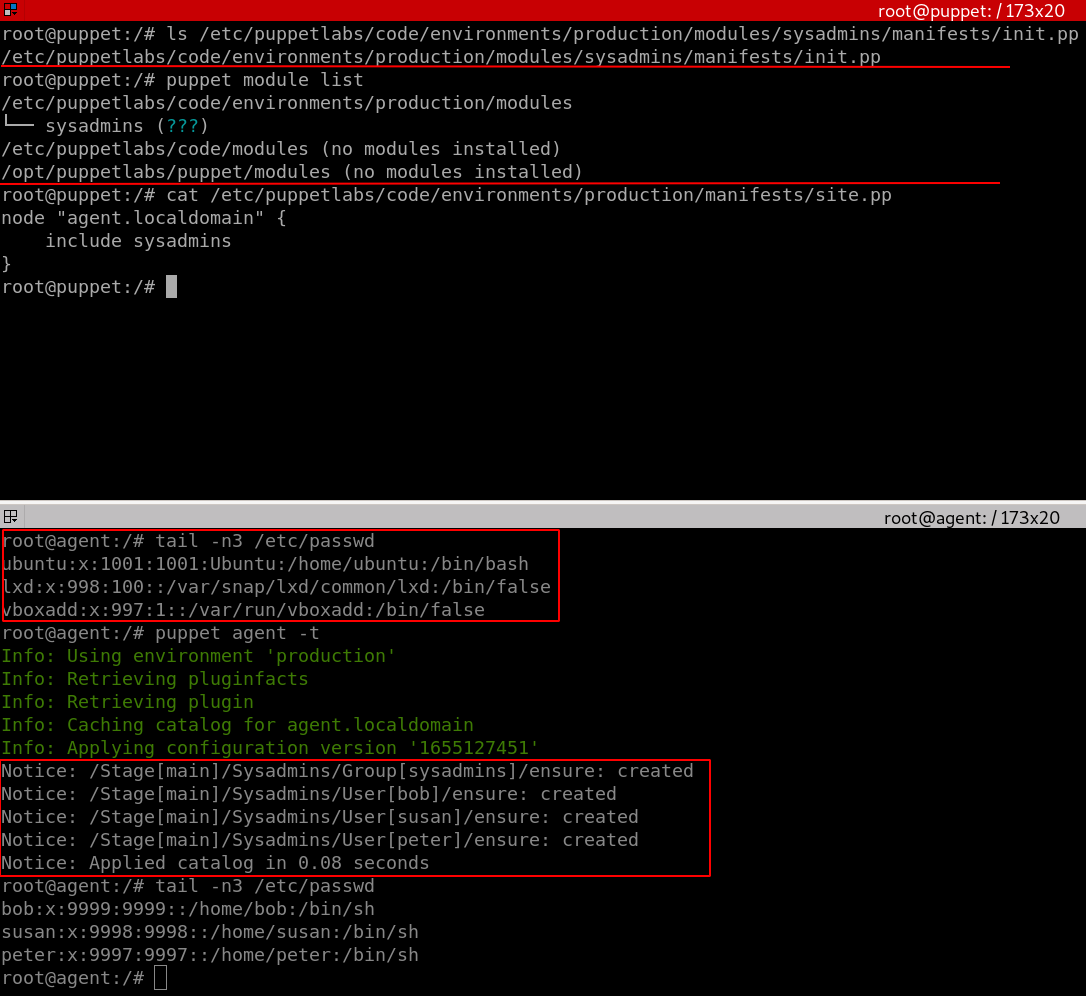 root@puppet: / 173x20
root@puppet:/# ls /etc/puppetlabs/code/environments/production/modules/sysadmins/manifests/init.pp
/etc/puppetlabs/code/environments/production/modules/sysadmins/manifests/init.pp
root@puppet:/# puppet module list
/etc/puppetlabs/code/environments/production/modules
└── sysadmins (???)
/etc/puppetlabs/code/modules (no modules installed)
/opt/puppetlabs/puppet/modules (no modules installed)
root@puppet:/# cat /etc/puppetlabs/code/environments/production/manifests/site.pp
node "agent.localdomain" {
    include sysadmins
}
root@puppet:/#
root@agent: / 173x20
root@agent:/# tail -n3 /etc/passwd
ubuntu:x:1001:1001:Ubuntu:/home/ubuntu:/bin/bash
lxd:x:998:100::/var/snap/lxd/common/lxd:/bin/false
vboxadd:x:997:1::/var/run/vboxadd:/bin/false
root@agent:/# puppet agent -t
Info: Using environment 'production'
Info: Retrieving pluginfacts
Info: Retrieving plugin
Info: Caching catalog for agent.localdomain
Info: Applying configuration version '1655127451'
Notice: /Stage[main]/Sysadmins/Group[sysadmins]/ensure: created
Notice: /Stage[main]/Sysadmins/User[bob]/ensure: created
Notice: /Stage[main]/Sysadmins/User[susan]/ensure: created
Notice: /Stage[main]/Sysadmins/User[peter]/ensure: created
Notice: Applied catalog in 0.08 seconds
root@agent:/# tail -n3 /etc/passwd
bob:x:9999:9999::/home/bob:/bin/sh
susan:x:9998:9998::/home/susan:/bin/sh
peter:x:9997:9997::/home/peter:/bin/sh
root@agent:/#